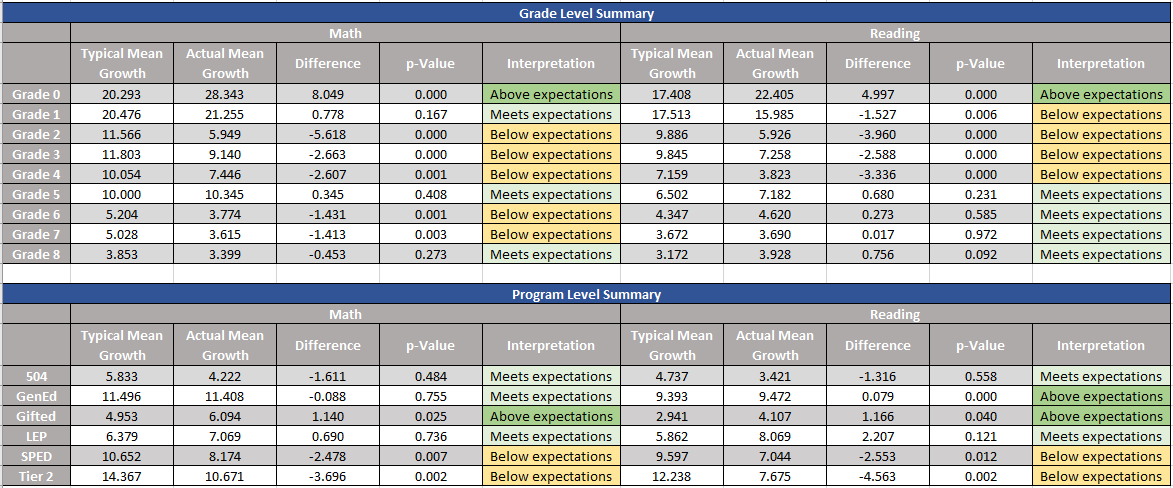 Grade Level Summary
Math Reading
Typical Mean Growth Actual Mean Growth Difference p-Value Interpretation Typical Mean Growth Actual Mean Growth Difference p-Value Interpretation
Grade 0 20.293 28.343 8.049 0.000 Above expectations 17.408 22.405 4.997 0.000 Above expectations
Grade 1 20.476 21.255 0.778 0.167 Meets expectations 17.513 15.985 -1.527 0.006 Below expectations
Grade 2 11.566 5.949 -5.618 0.000 Below expectations 9.886 5.926 -3.960 0.000 Below expectations
Grade 3 11.803 9.140 -2.663 0.000 Below expectations 9.845 7.258 -2.588 0.000 Below expectations
Grade 4 10.054 7.446 -2.607 0.001 Below expectations 7.159 3.823 -3.336 0.000 Below expectations
Grade 5 10.000 10.345 0.345 0.408 Meets expectations 6.502 7.182 0.680 0.231 Meets expectations
Grade 6 5.204 3.774 -1.431 0.001 Below expectations 4.347 4.620 0.273 0.585 Meets expectations
Grade 7 5.028 3.615 -1.413 0.003 Below expectations 3.672 3.690 0.017 0.972 Meets expectations
Grade 8 3.853 3.399 -0.453 0.273 Meets expectations 3.172 3.928 0.756 0.092 Meets expectations
Program Level Summary
Math Reading
Typical Mean Growth Actual Mean Growth Difference p-Value Interpretation Typical Mean Growth Actual Mean Growth Difference p-Value Interpretation
504 5.833 4.222 -1.611 0.484 Meets expectations 4.737 3.421 -1.316 0.558 Meets expectations
GenEd 11.496 11.408 -0.088 0.755 Meets expectations 9.393 9.472 0.079 0.000 Above expectations
Gifted 4.953 6.094 1.140 0.025 Above expectations 2.941 4.107 1.166 0.040 Above expectations
LEP 6.379 7.069 0.690 0.736 Meets expectations 5.862 8.069 2.207 0.121 Meets expectations
SPED 10.652 8.174 -2.478 0.007 Below expectations 9.597 7.044 -2.553 0.012 Below expectations
Tier 2 14.367 10.671 -3.696 0.002 Below expectations 12.238 7.675 -4.563 0.002 Below expectations